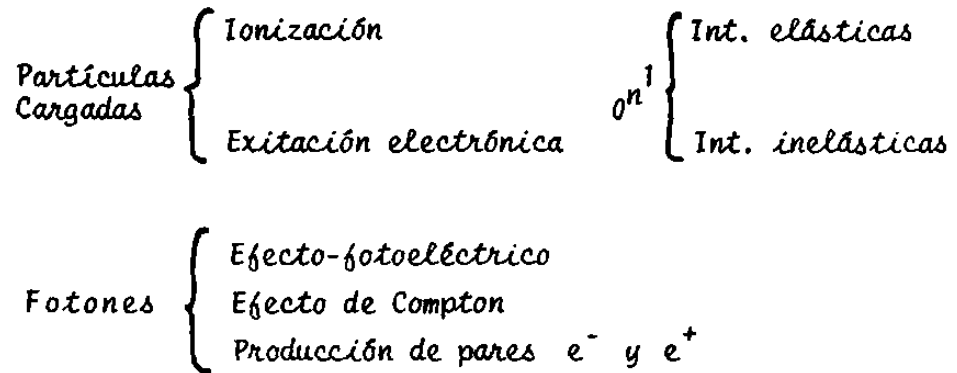 Partículas Cargadas
Ionización
Exitación electrónica
₀n¹
Int. elásticas
Int. inelásticas
Fotones
Efecto-fotoeléctrico
Efecto de Compton
Producción de pares e⁻ y e⁺